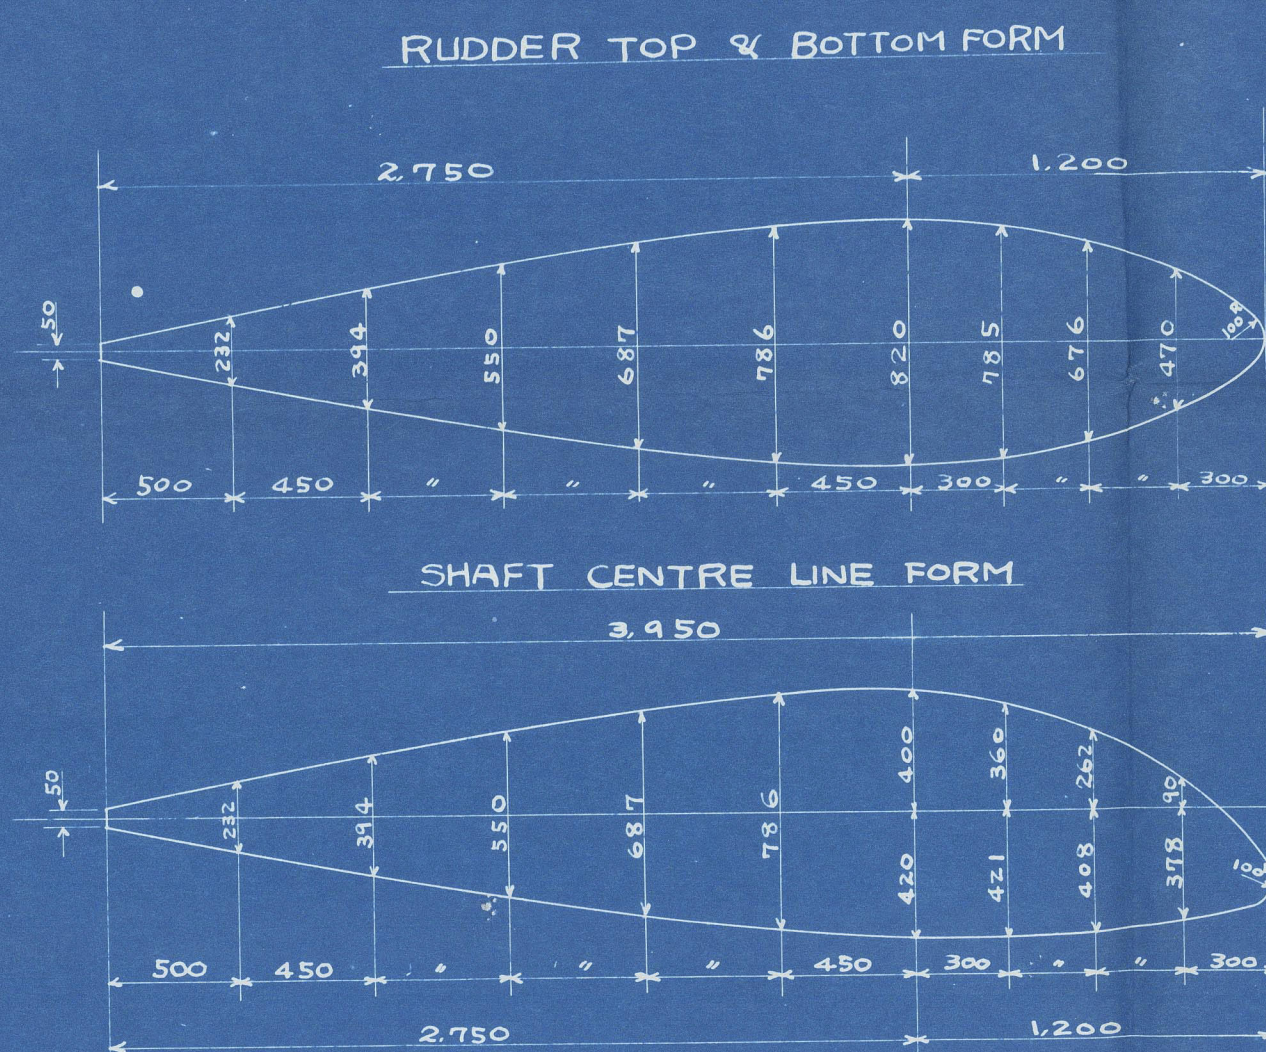 RUDDER TOP & BOTTOM FORM
2,750 1,200
50 232 394 550 687 786 820 785 676 470 100R
500 450 " " " 450 300 " " 300
SHAFT CENTRE LINE FORM
3,950
400 360 262 90
50 232 394 550 687 786
420 421 408 378 100
500 450 " " " 450 300 " " 300
2,750 1,200